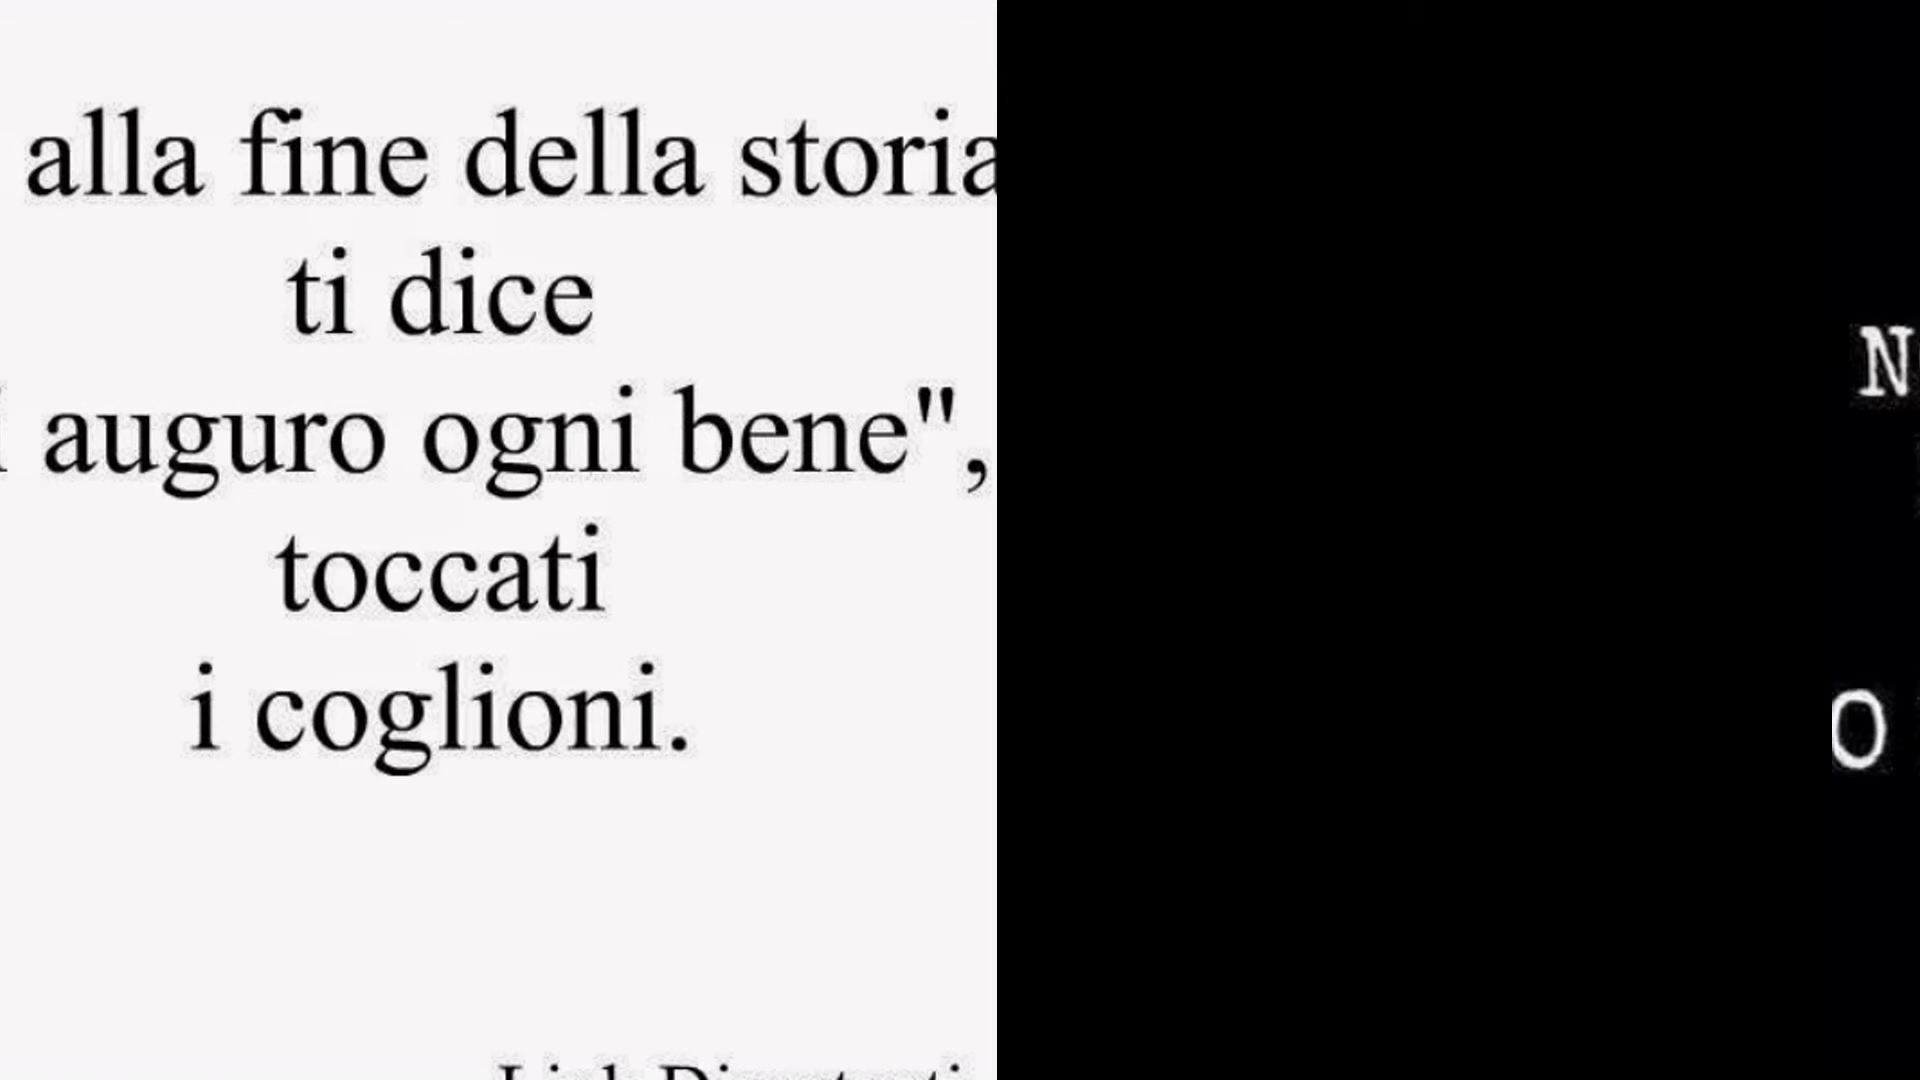 alla fine della storia
ti dice
auguro ogni bene",
toccati
i coglioni.
N
O